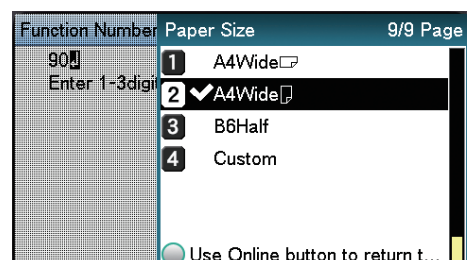 Function Number
90
Enter 1-3digi
Paper Size 9/9 Page
1 A4Wide
2 A4Wide
3 B6Half
4 Custom
Use Online button to return t...